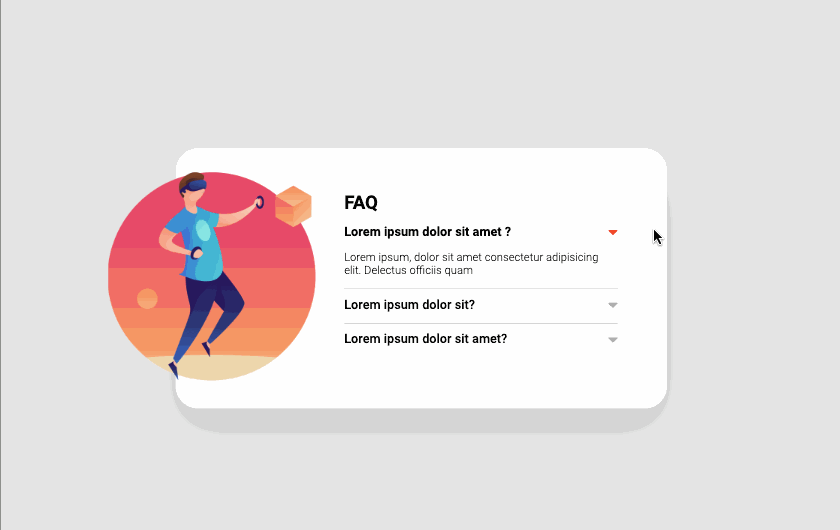 FAQ
Lorem ipsum dolor sit amet ?
Lorem ipsum, dolor sit amet consectetur adipisicing
elit. Delectus officiis quam
Lorem ipsum dolor sit?
Lorem ipsum dolor sit amet?